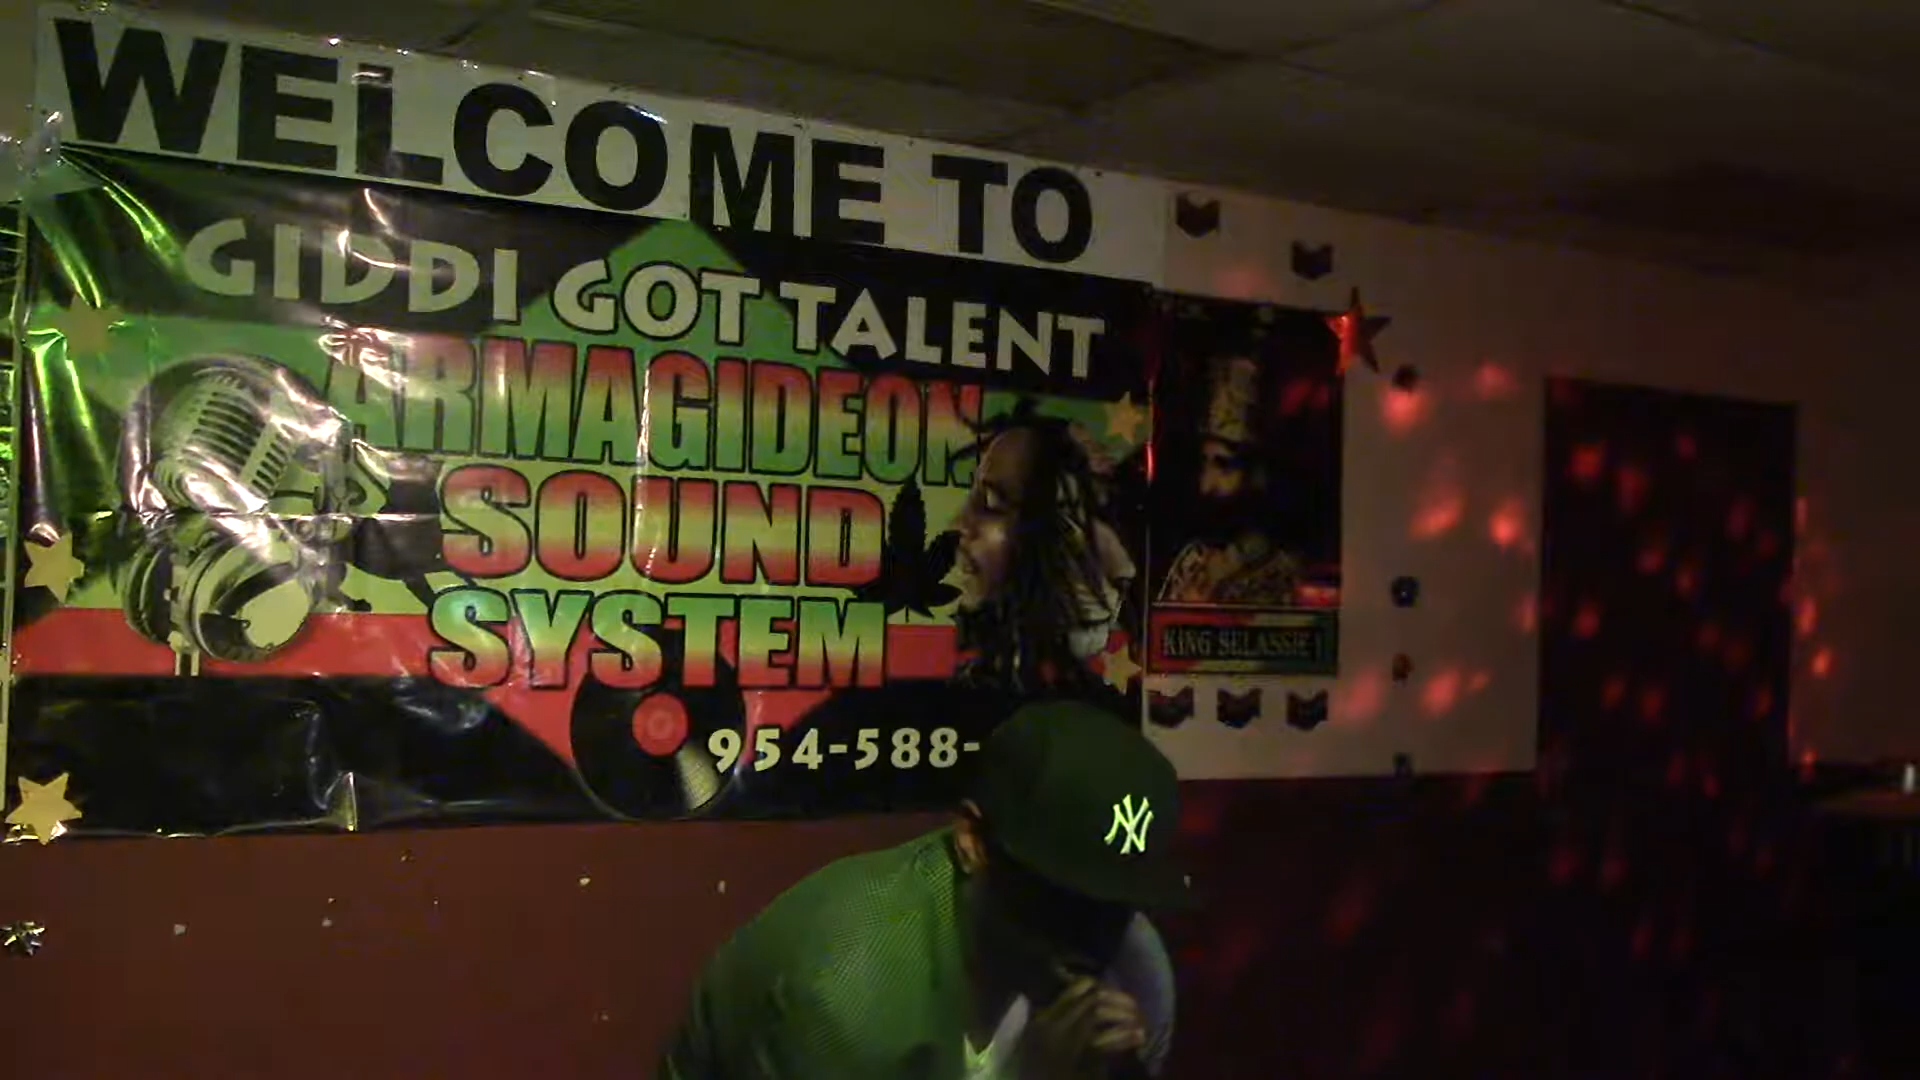 WELCOME TO
GIDDI GOT TALENT
ARMAGIDEON
SOUND
SYSTEM
954-588-
KING SELASSIE I
NY